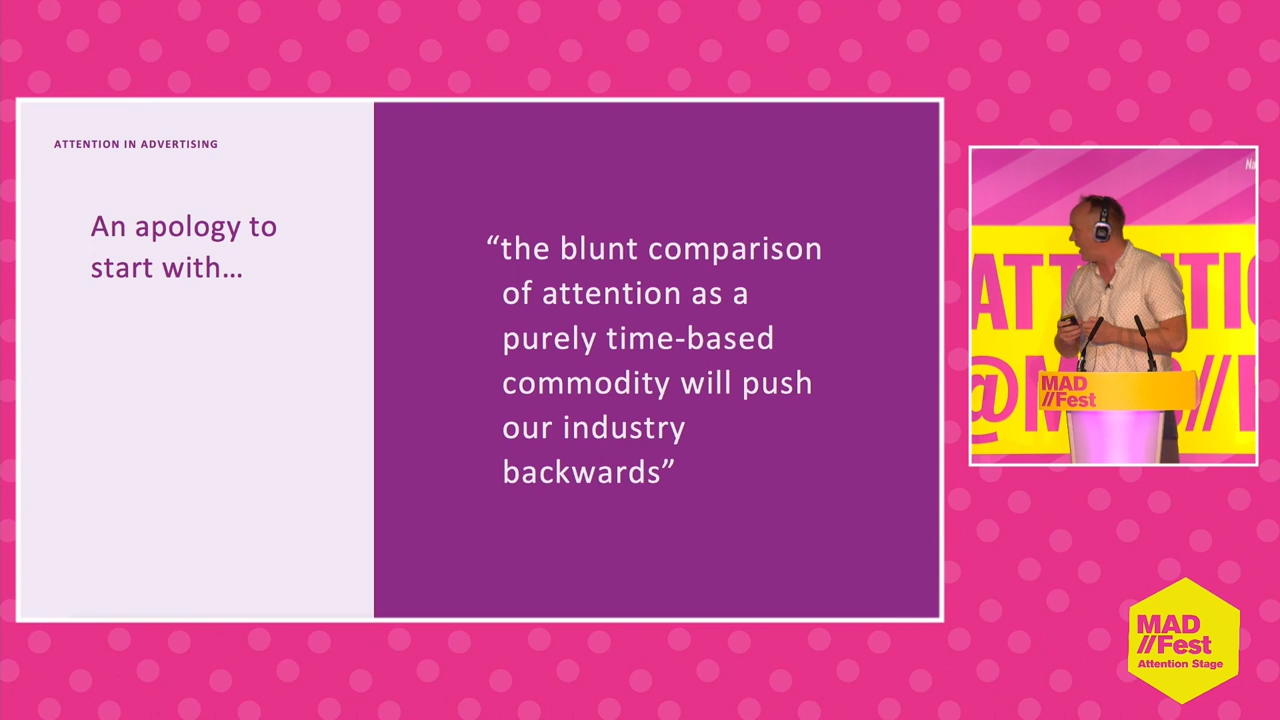 ATTENTION IN ADVERTISING
An apology to
start with…
“the blunt comparison
of attention as a
purely time-based
commodity will push
our industry
backwards”
MAD
//Fest
MAD
//Fest
Attention Stage